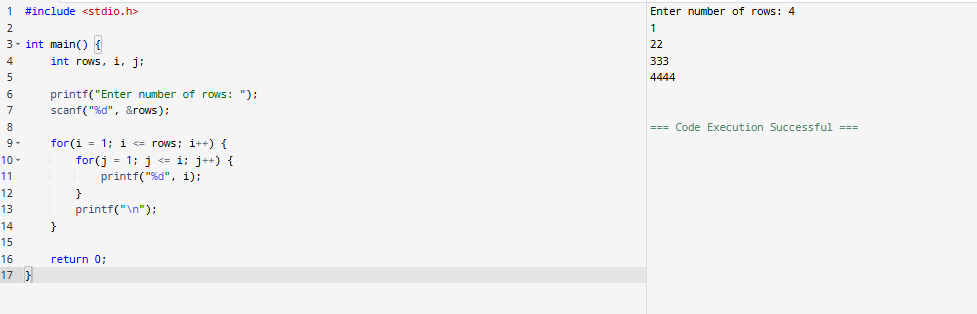 1 #include <stdio.h>
2
3 int main() {
4     int rows, i, j;
5
6     printf("Enter number of rows: ");
7     scanf("%d", &rows);
8
9     for(i = 1; i <= rows; i++) {
10         for(j = 1; j <= i; j++) {
11             printf("%d", i);
12         }
13         printf("\n");
14     }
15
16     return 0;
17 }
Enter number of rows: 4
1
22
333
4444
=== Code Execution Successful ===